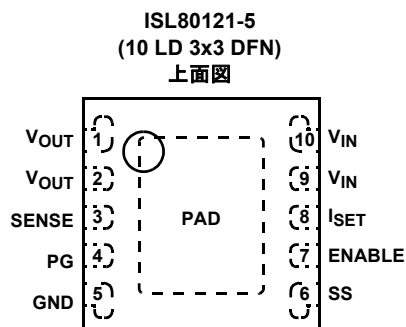 ISL80121-5
(10 LD 3x3 DFN)
上面図
VOUT 1 10 VIN
VOUT 2 9 VIN
SENSE 3 PAD 8 ISET
PG 4 7 ENABLE
GND 5 6 SS